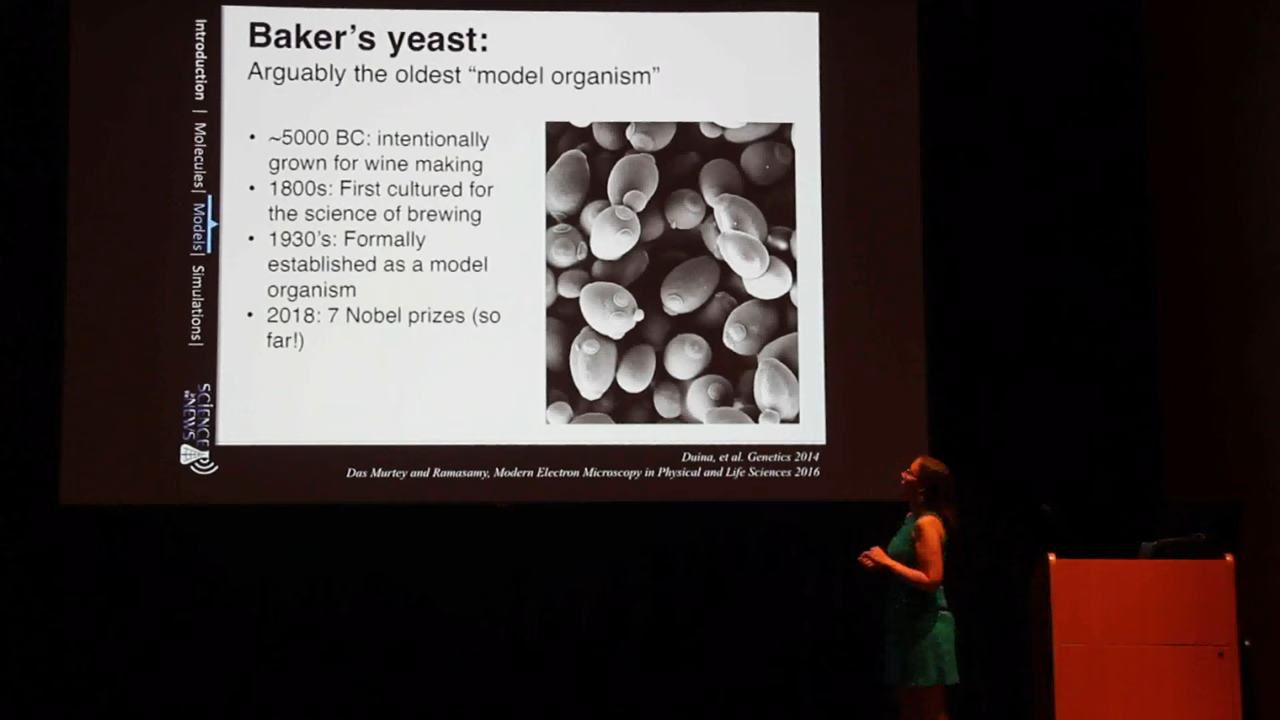 Baker's yeast:
Arguably the oldest “model organism”
• ~5000 BC: intentionally
grown for wine making
• 1800s: First cultured for
the science of brewing
• 1930's: Formally
established as a model
organism
• 2018: 7 Nobel prizes (so
far!)
Introduction | Molecules| Models| Simulations|
SCIENCE
IN THE
NEWS
Duina, et al. Genetics 2014
Das Murtey and Ramasamy, Modern Electron Microscopy in Physical and Life Sciences 2016